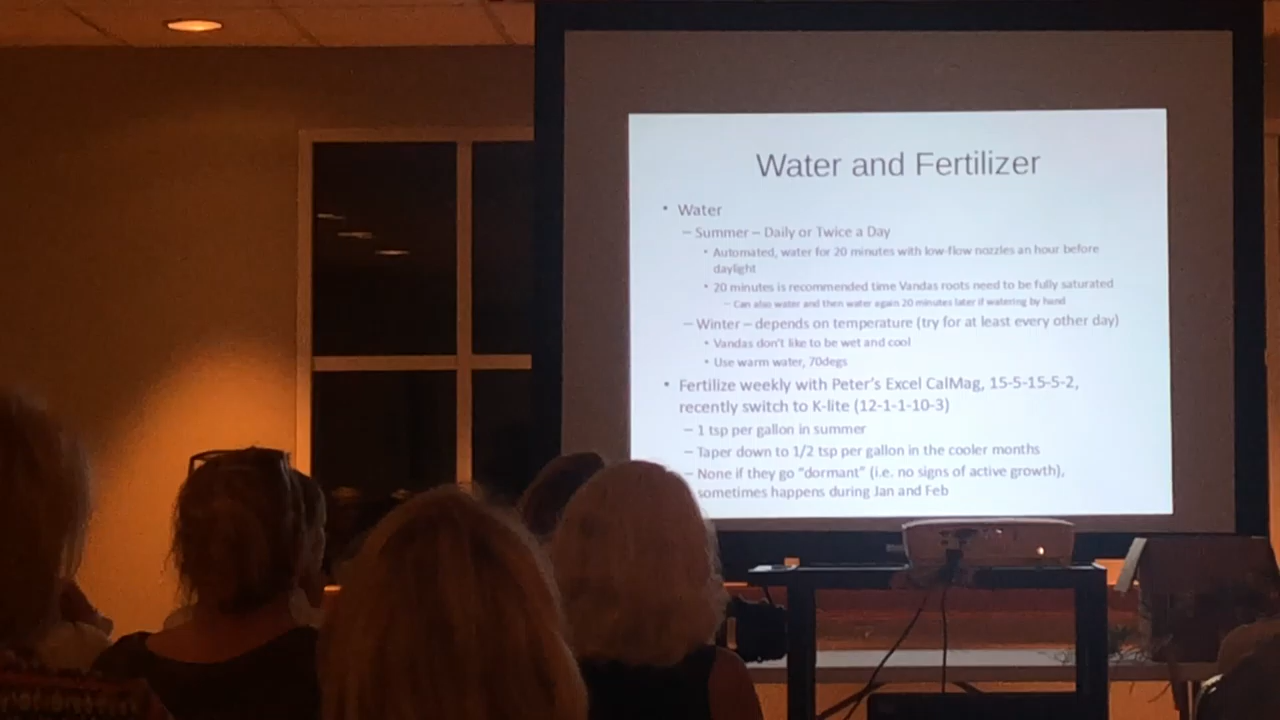 Water and Fertilizer
• Water
– Summer – Daily or Twice a Day
• Automated, water for 20 minutes with low-flow nozzles an hour before
daylight
• 20 minutes is recommended time Vandas roots need to be fully saturated
– Can also water and then water again 20 minutes later if watering by hand
– Winter – depends on temperature (try for at least every other day)
• Vandas don't like to be wet and cool
• Use warm water, 70degs
• Fertilize weekly with Peter's Excel CalMag, 15-5-15-5-2,
recently switch to K-lite (12-1-1-10-3)
– 1 tsp per gallon in summer
– Taper down to 1/2 tsp per gallon in the cooler months
– None if they go "dormant" (i.e. no signs of active growth),
sometimes happens during Jan and Feb